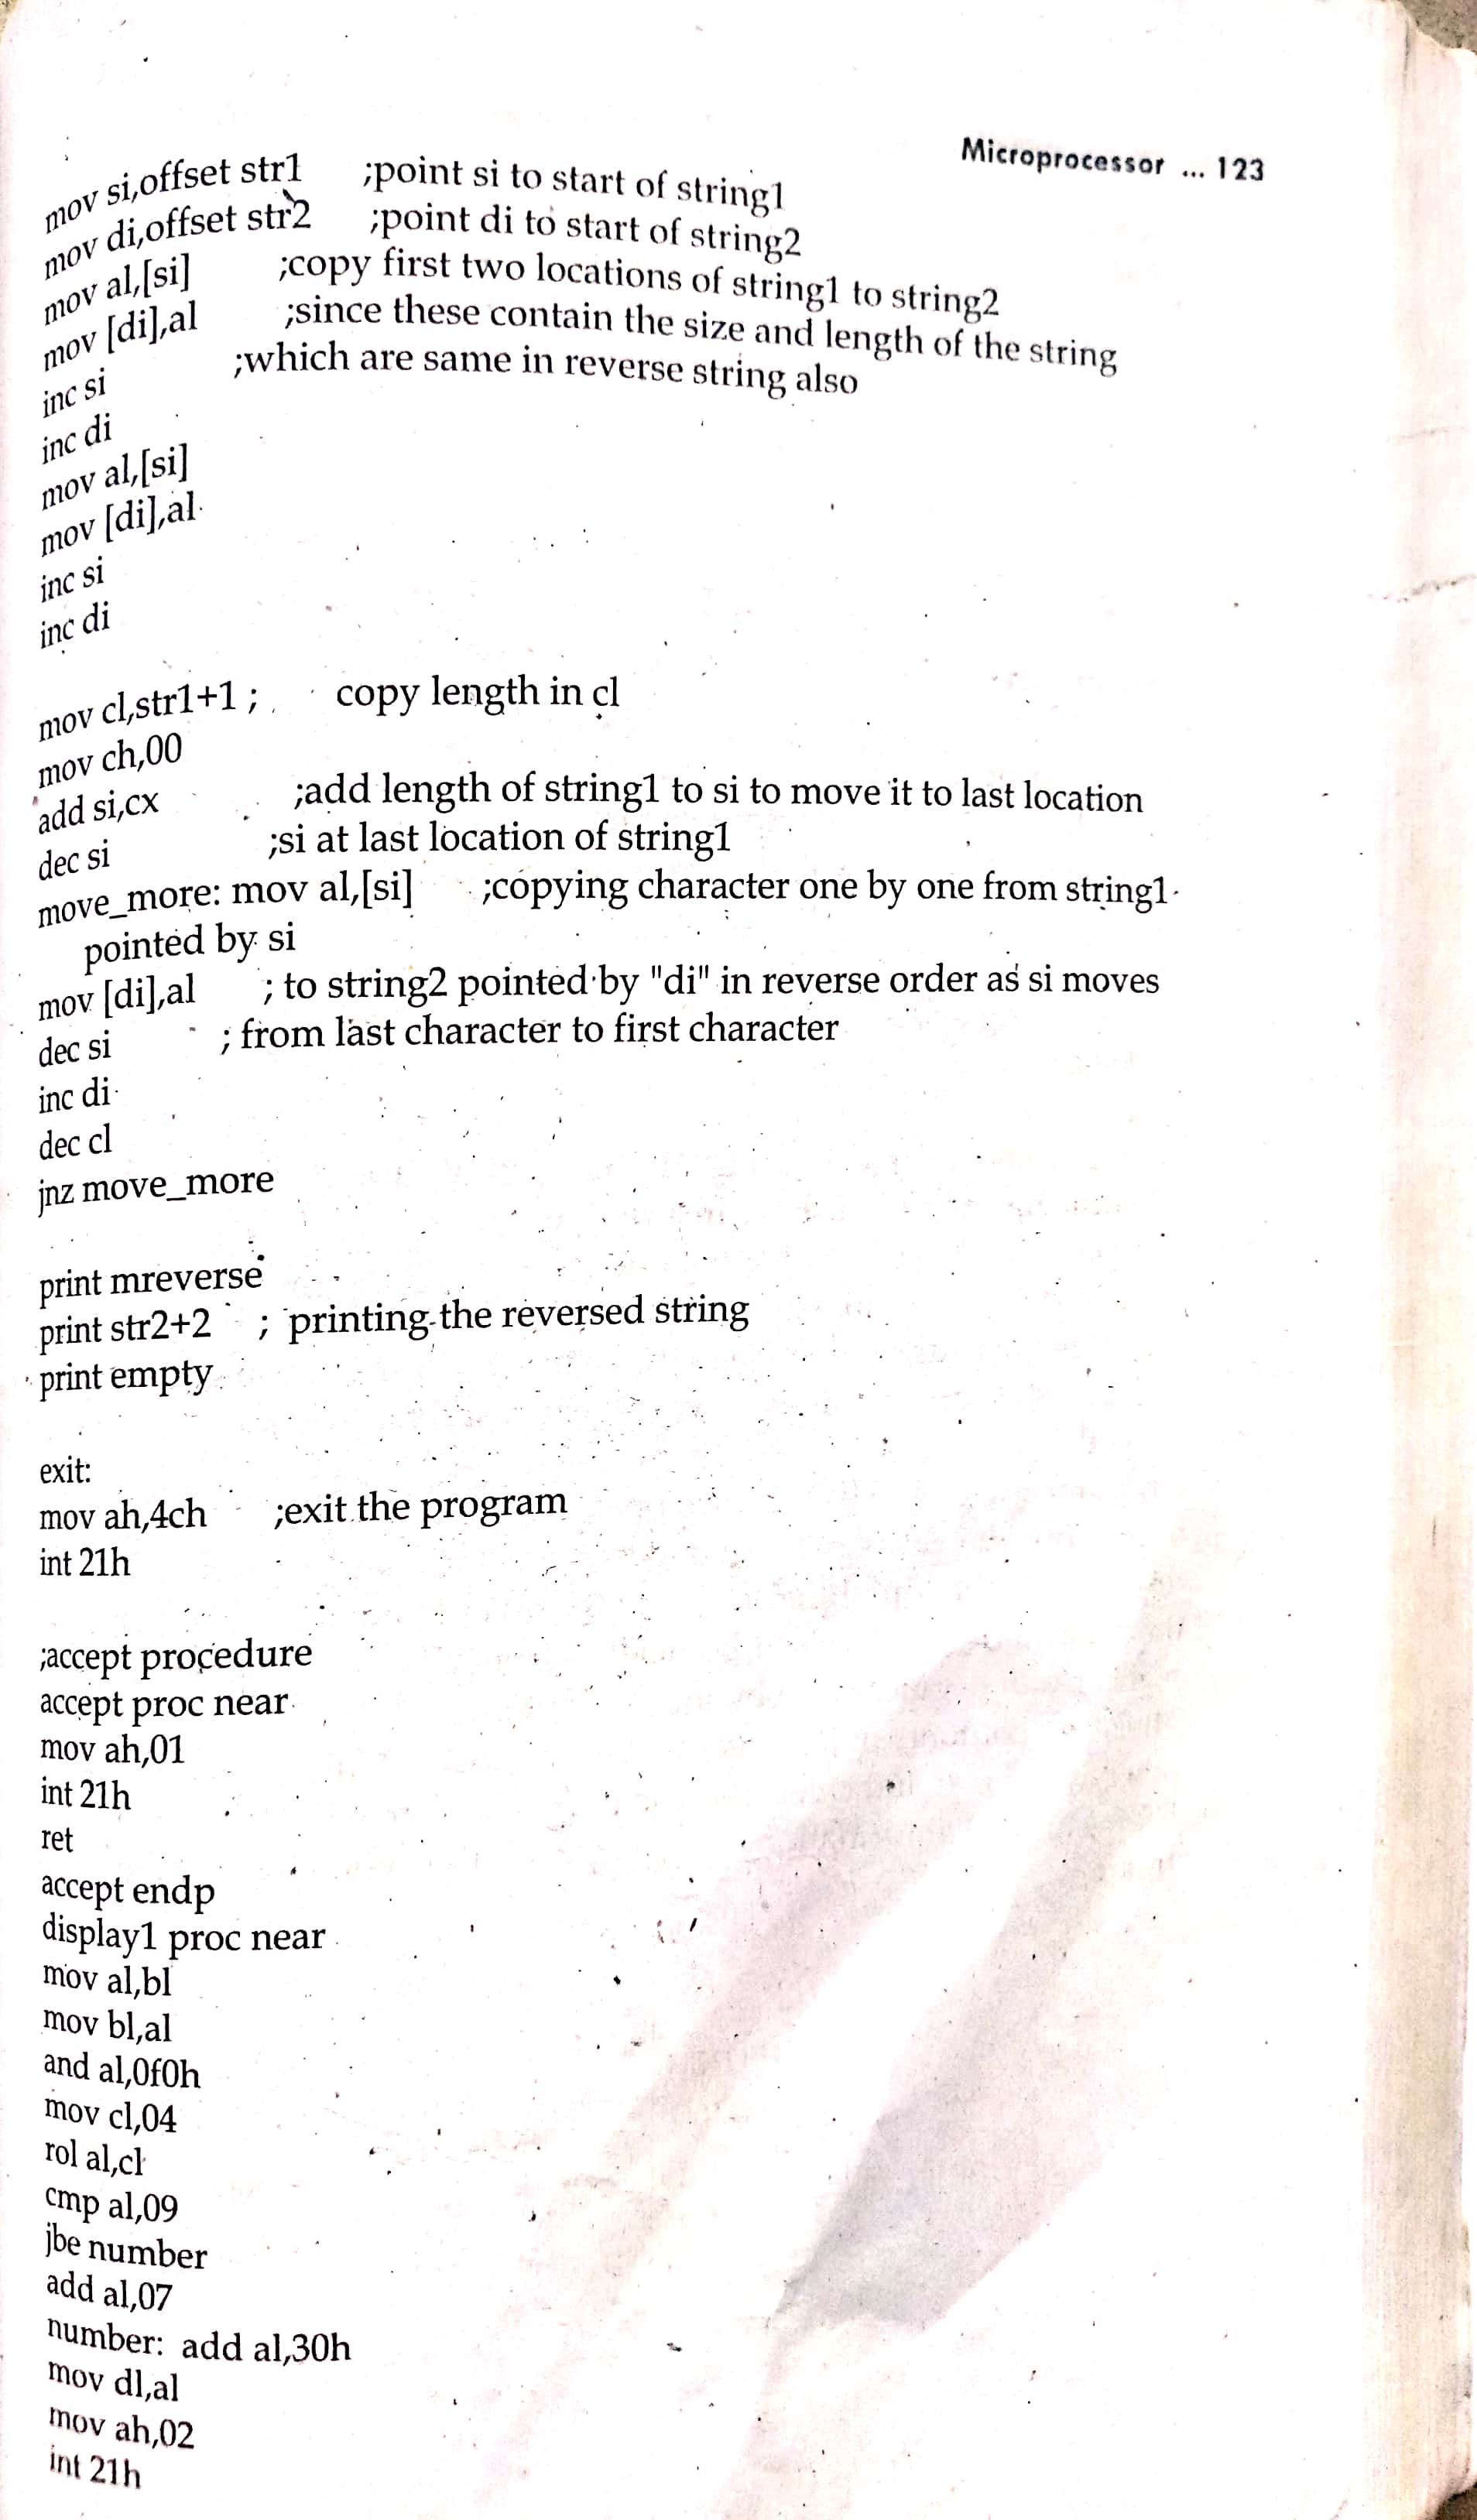 Microprocessor ... 123
mov si,offset str1 ;point si to start of string1
mov di,offset str2 ;point di to start of string2
mov al,[si] ;copy first two locations of string1 to string2
mov [di],al ;since these contain the size and length of the string
inc si ;which are same in reverse string also
inc di
mov al,[si]
mov [di],al
inc si
inc di
mov cl,str1+1 ; copy length in cl
mov ch,00
add si,cx ;add length of string1 to si to move it to last location
dec si ;si at last location of string1
move_more: mov al,[si] ;copying character one by one from string1
pointed by si
mov [di],al ; to string2 pointed by "di" in reverse order as si moves
dec si ; from last character to first character
inc di
dec cl
jnz move_more
print mreverse
print str2+2 ; printing the reversed string
print empty
exit:
mov ah,4ch ;exit the program
int 21h
;accept procedure
accept proc near
mov ah,01
int 21h
ret
accept endp
display1 proc near
mov al,bl
mov bl,al
and al,0f0h
mov cl,04
rol al,cl
cmp al,09
jbe number
add al,07
number: add al,30h
mov dl,al
mov ah,02
int 21h